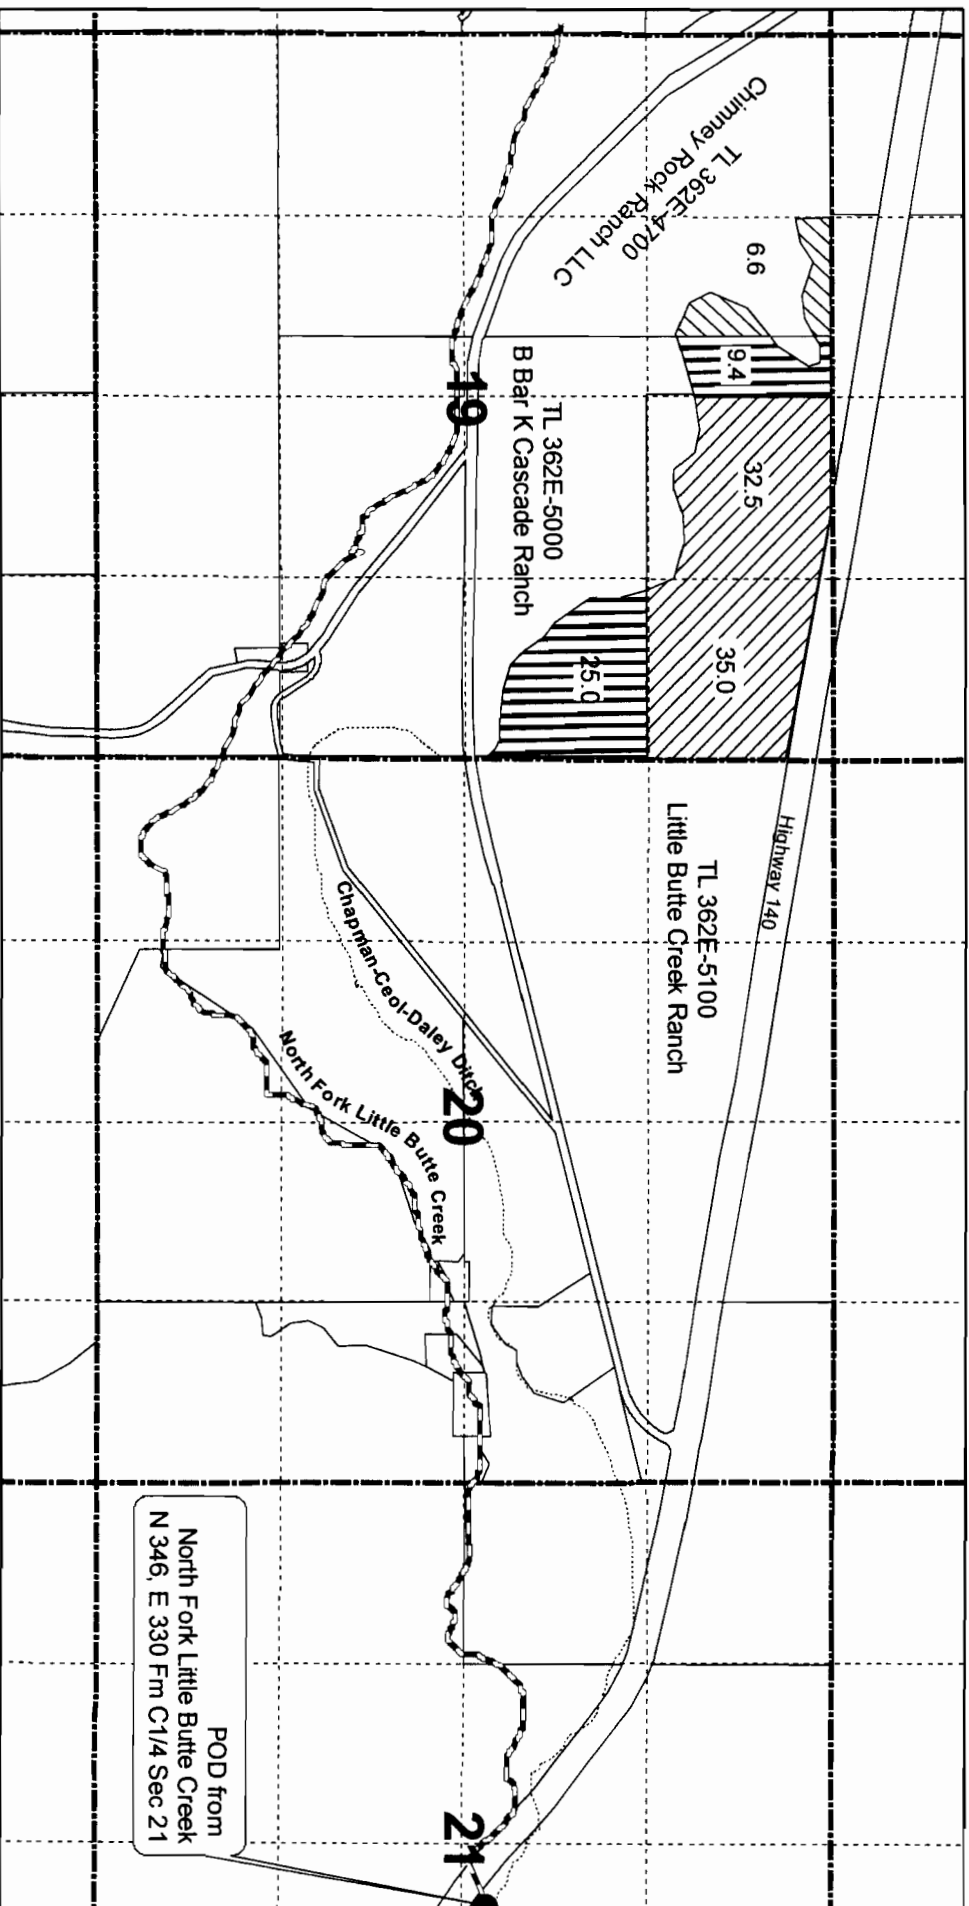 Chimney Rock Ranch LLC
TL 362E-4700
6.6
9.4
32.5
35.0
25.0
19
TL 362E-5000
B Bar K Cascade Ranch
Highway 140
TL 362E-5100
Little Butte Creek Ranch
Chapman-Ceol-Daley Ditch
20
North Fork Little Butte Creek
21
POD from
North Fork Little Butte Creek
N 346, E 330 Fm C1/4 Sec 21